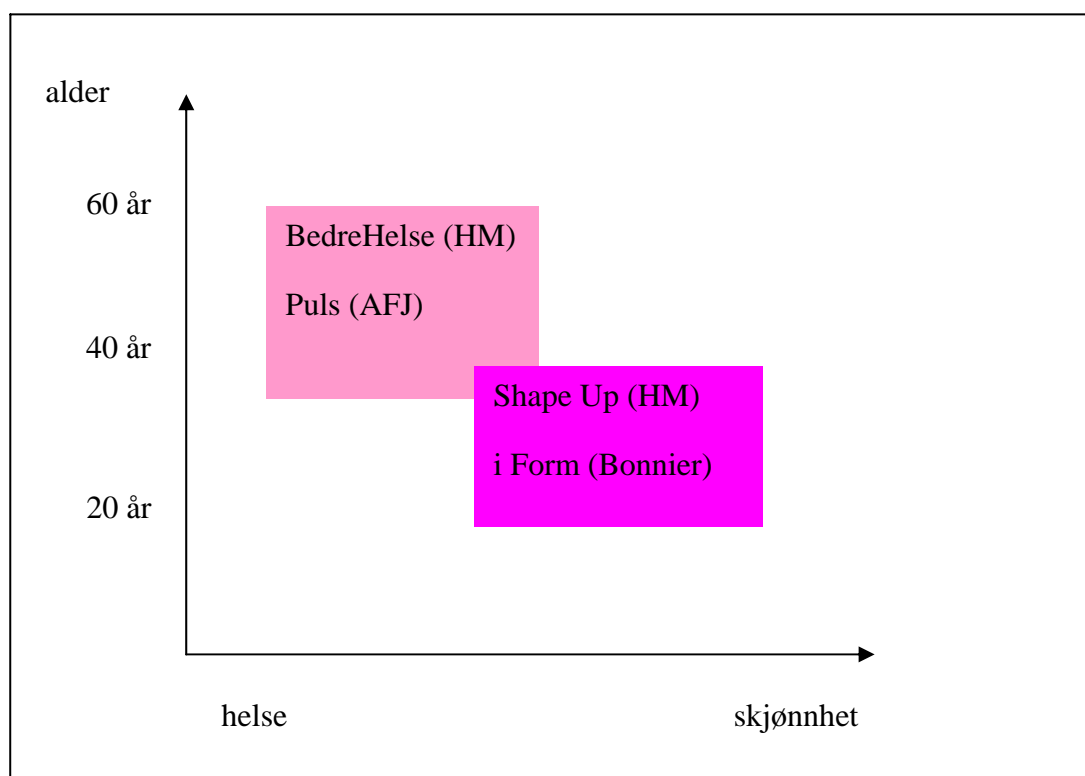 alder
60 år
BedreHelse (HM)
Puls (AFJ)
40 år
Shape Up (HM)
i Form (Bonnier)
20 år
helse
skjønnhet